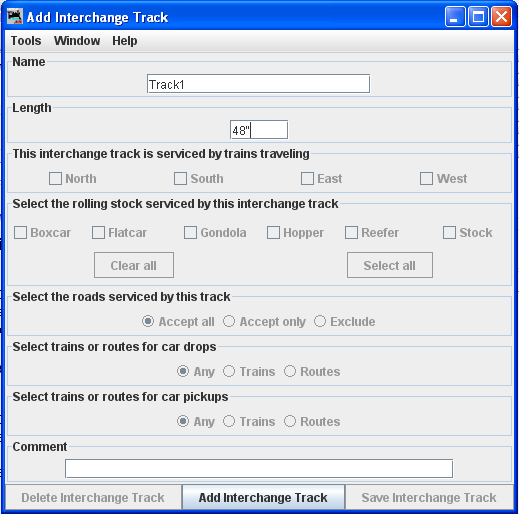 Add Interchange Track
Tools Window Help
Name
Track1
Length
48"
This interchange track is serviced by trains traveling
North South East West
Select the rolling stock serviced by this interchange track
Boxcar Flatcar Gondola Hopper Reefer Stock
Clear all Select all
Select the roads serviced by this track
Accept all Accept only Exclude
Select trains or routes for car drops
Any Trains Routes
Select trains or routes for car pickups
Any Trains Routes
Comment
Delete Interchange Track Add Interchange Track Save Interchange Track